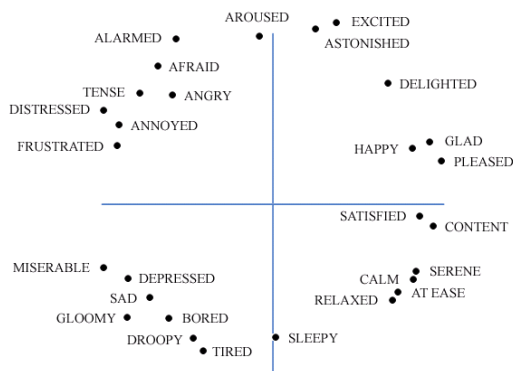 AROUSED
EXCITED
ALARMED
ASTONISHED
AFRAID
DELIGHTED
TENSE
ANGRY
DISTRESSED
ANNOYED
FRUSTRATED
HAPPY
GLAD
PLEASED
SATISFIED
CONTENT
MISERABLE
DEPRESSED
SERENE
CALM
AT EASE
SAD
RELAXED
GLOOMY
BORED
DROOPY
SLEEPY
TIRED